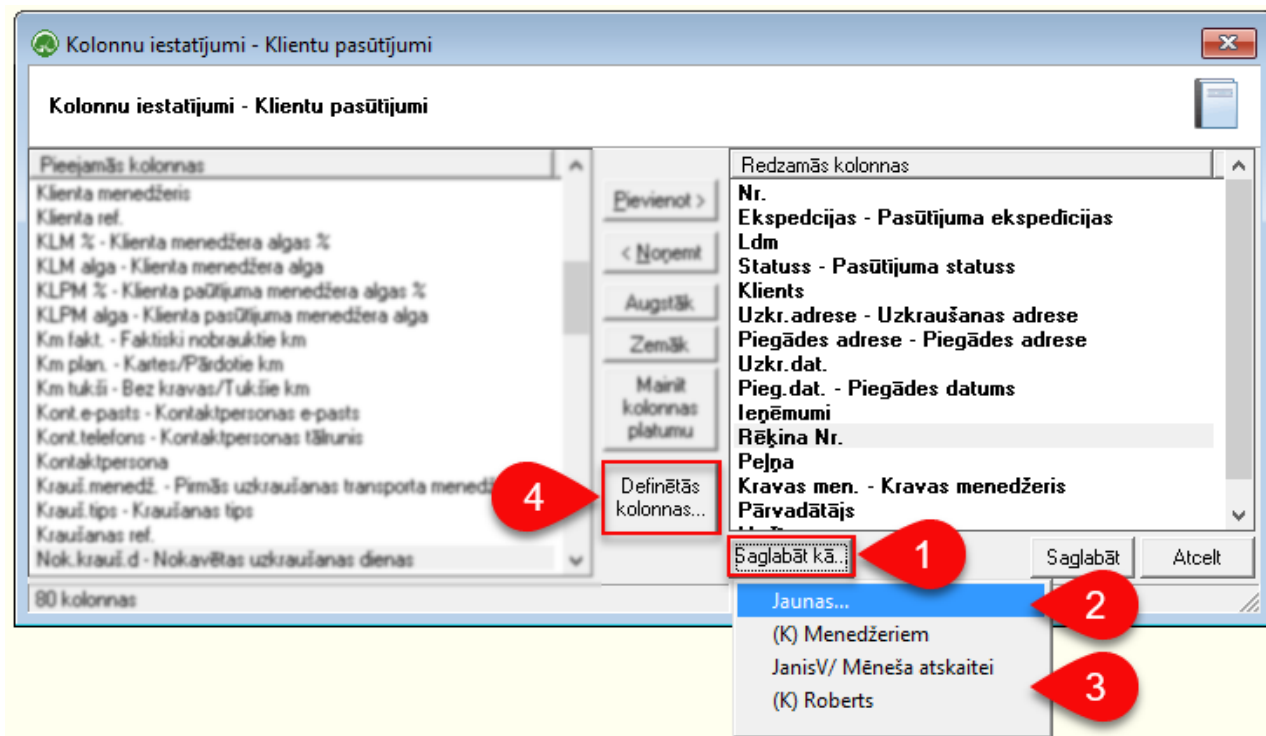 Kolonnu iestatījumi - Klientu pasūtījumi
Kolonnu iestatījumi - Klientu pasūtījumi
Pieejamās kolonnas
Klienta menedžeris
Klienta ref.
KLM % - Klienta menedžera algas %
KLM alga - Klienta menedžera alga
KLPM % - Klienta paūtījuma menedžera algas %
KLPM alga - Klienta pasūtījuma menedžera alga
Km fakt. - Faktiski nobrauktie km
Km plan. - Kartes/Pārdotie km
Km tukši - Bez kravas/Tukšie km
Kont.e-pasts - Kontaktpersonas e-pasts
Kont.telefons - Kontaktpersonas tālrunis
Kontaktpersona
Krauš.menedž. - Pirmās uzkraušanas transporta
Krauš.tips - Kraušanas tips
Kraušanas ref.
Nok.krauš.d - Nokavētas uzkraušanas dienas
80 kolonnas
Pievienot >
< Noņemt
Augstāk
Zemāk
Mainīt
kolonnas
platumu
4
Definētās
kolonnas...
Redzamās kolonnas
Nr.
Ekspedcijas - Pasūtījuma ekspedīcijas
Ldm
Statuss - Pasūtījuma statuss
Klients
Uzkr.adrese - Uzkraušanas adrese
Piegādes adrese - Piegādes adrese
Uzkr.dat.
Pieg.dat. - Piegādes datums
Ieņēmumi
Rēķina Nr.
Peļņa
Kravas men. - Kravas menedžeris
Pārvadātājs
Saglabāt kā..
1
Saglabāt
Atcelt
Jaunas...
2
(K) Menedžeriem
JanisV/ Mēneša atskaitei
3
(K) Roberts